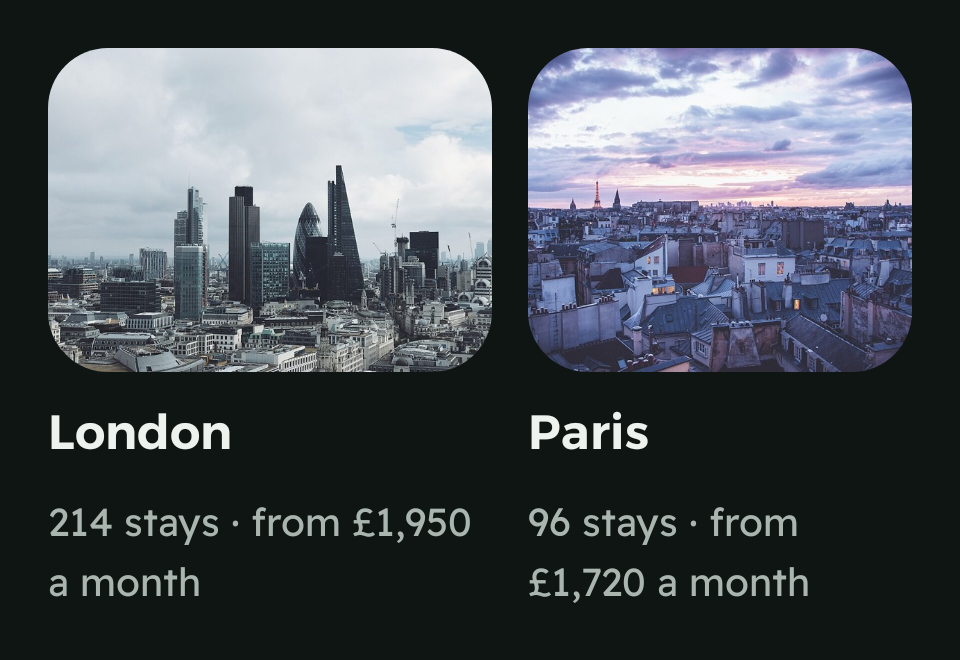 London
214 stays · from £1,950
a month
Paris
96 stays · from
£1,720 a month